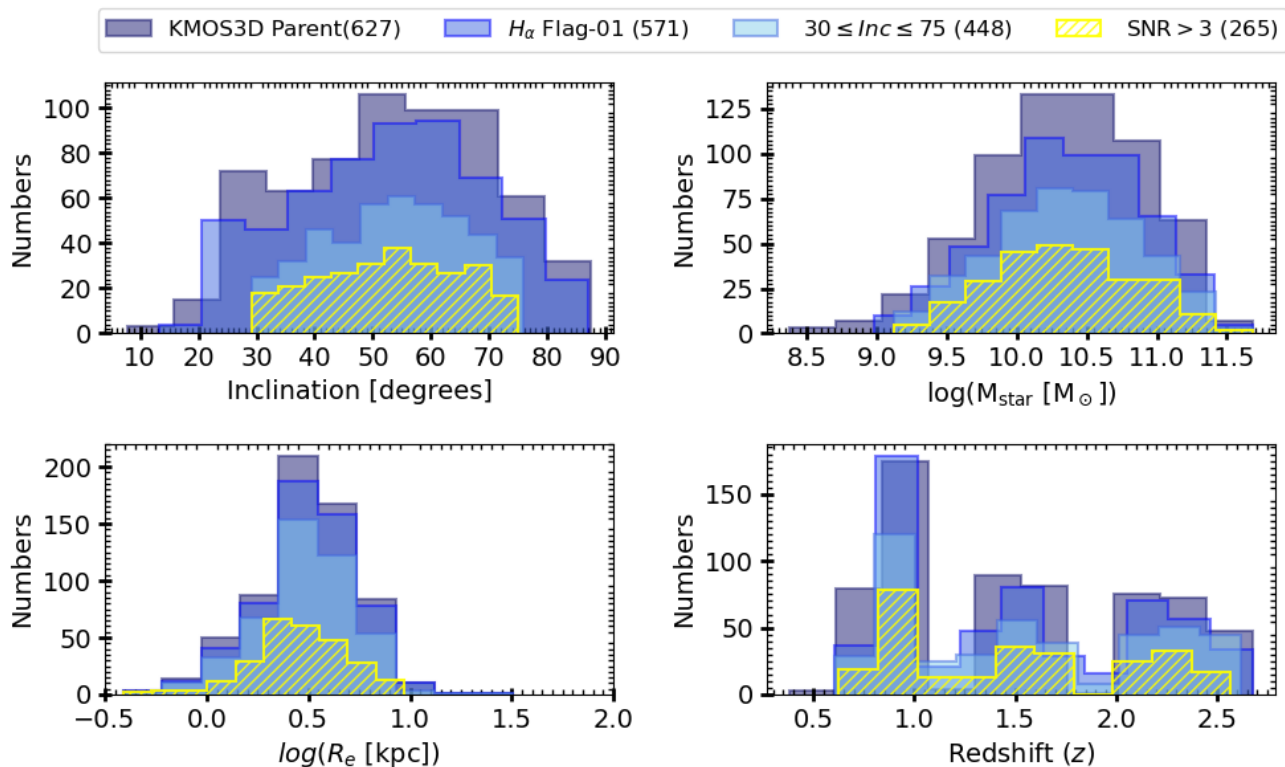 KMOS3D Parent(627) Hα Flag-01 (571) 30 ≤ Inc ≤ 75 (448) SNR > 3 (265)
Numbers
100
80
60
40
20
0
10 20 30 40 50 60 70 80 90
Inclination [degrees]
Numbers
125
100
75
50
25
0
8.5 9.0 9.5 10.0 10.5 11.0 11.5
log(M_star [M_⊙])
Numbers
200
150
100
50
0
−0.5 0.0 0.5 1.0 1.5 2.0
log(R_e [kpc])
Numbers
150
100
50
0
0.5 1.0 1.5 2.0 2.5
Redshift (z)